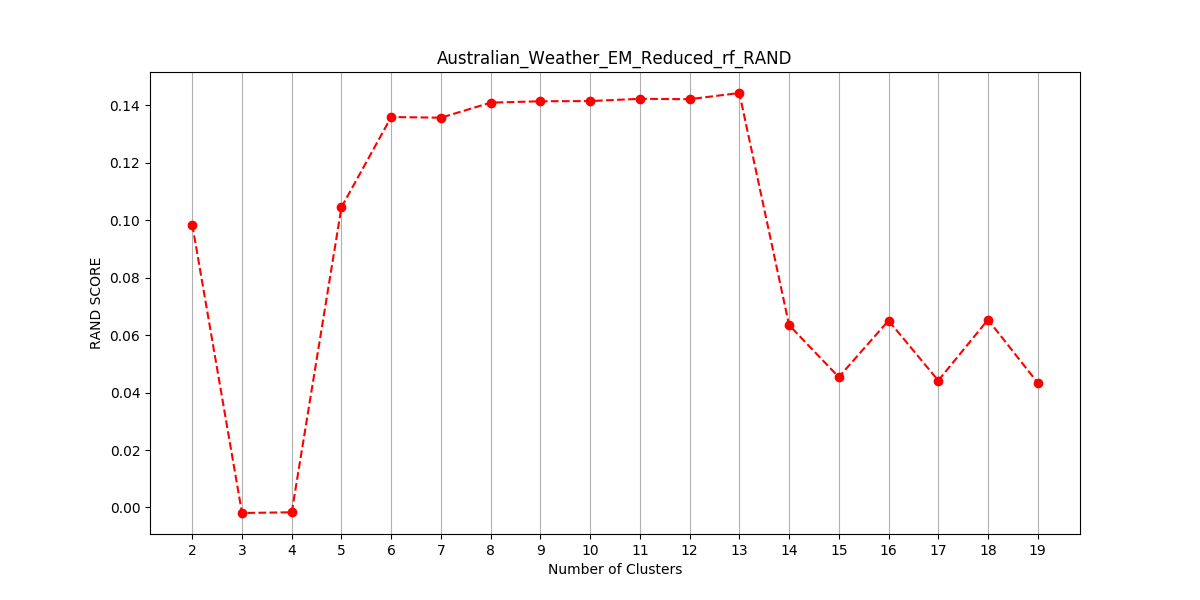 Australian_Weather_EM_Reduced_rf_RAND
0.14
0.12
0.10
0.08
0.06
0.04
0.02
0.00
RAND SCORE
2 3 4 5 6 7 8 9 10 11 12 13 14 15 16 17 18 19
Number of Clusters